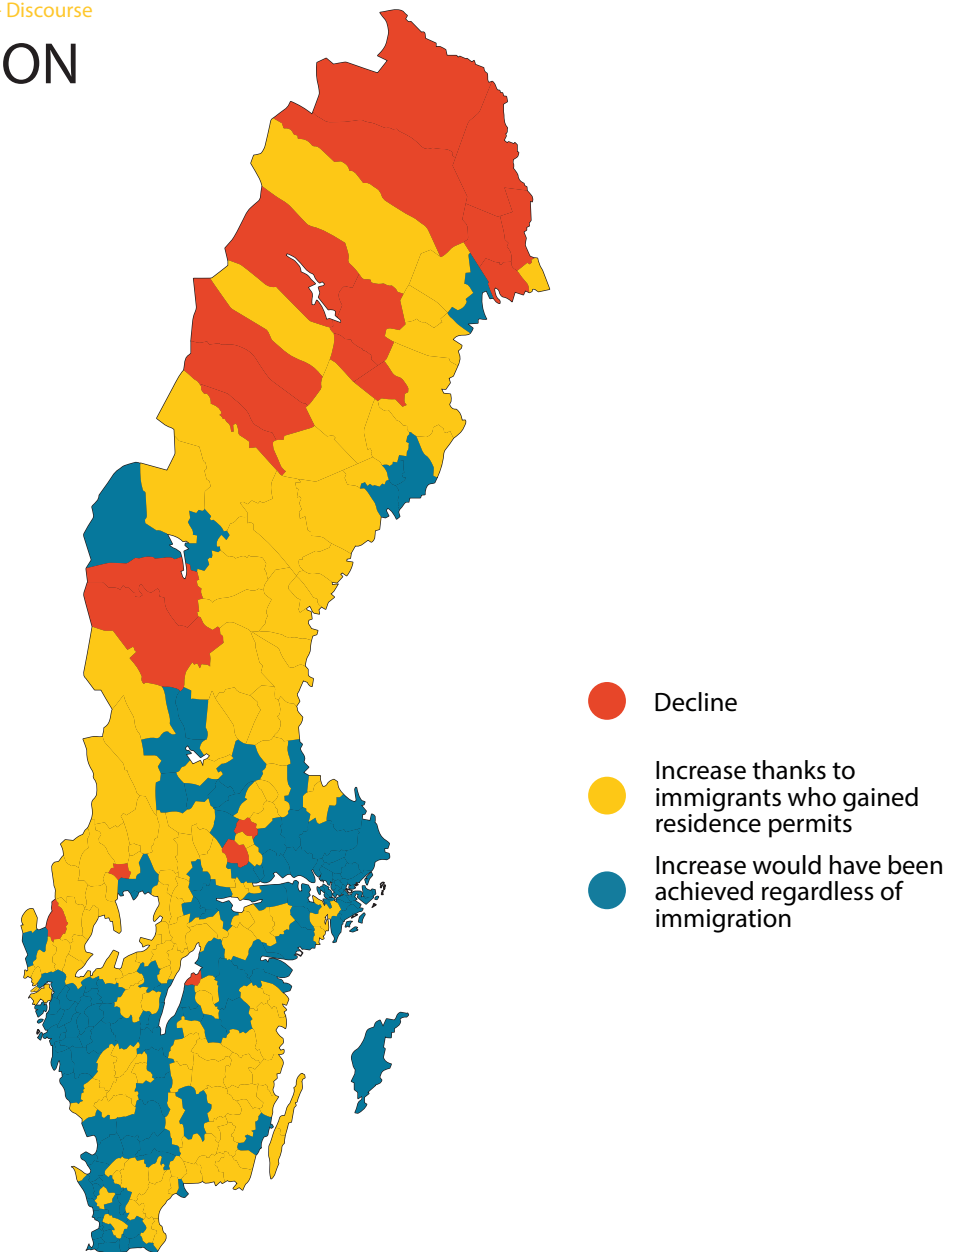 Discourse
ON
Decline
Increase thanks to
immigrants who gained
residence permits
Increase would have been
achieved regardless of
immigration